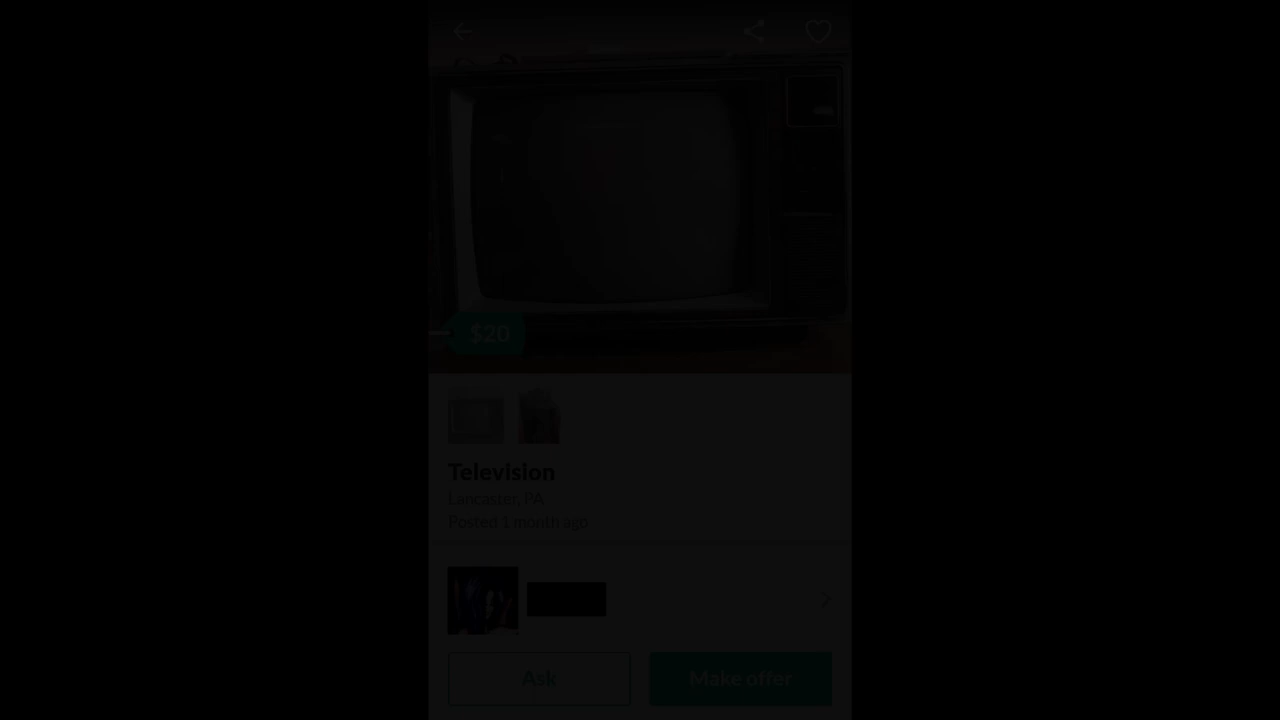 $20
Television
Lancaster, PA
Posted 1 month ago
Ask
Make offer